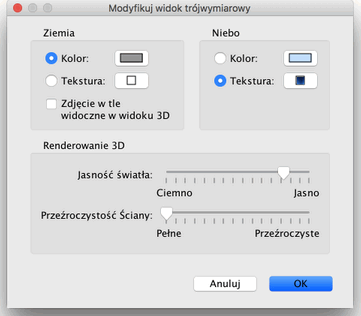 Modyfikuj widok trójwymiarowy
Ziemia
Kolor:
Tekstura:
Zdjęcie w tle
widoczne w widoku 3D
Niebo
Kolor:
Tekstura:
Renderowanie 3D
Jasność światła:
Ciemno Jasno
Przeźroczystość Ściany:
Pełne Przeźroczyste
Anuluj OK